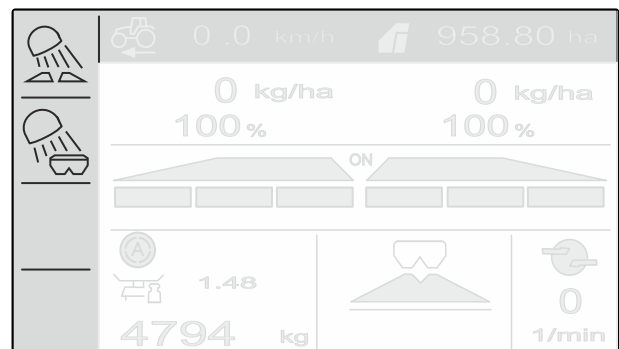 0.0 km/h 958.80 ha
0 kg/ha 0 kg/ha
100% 100%
ON
A
1.48
0
4794 kg 1/min